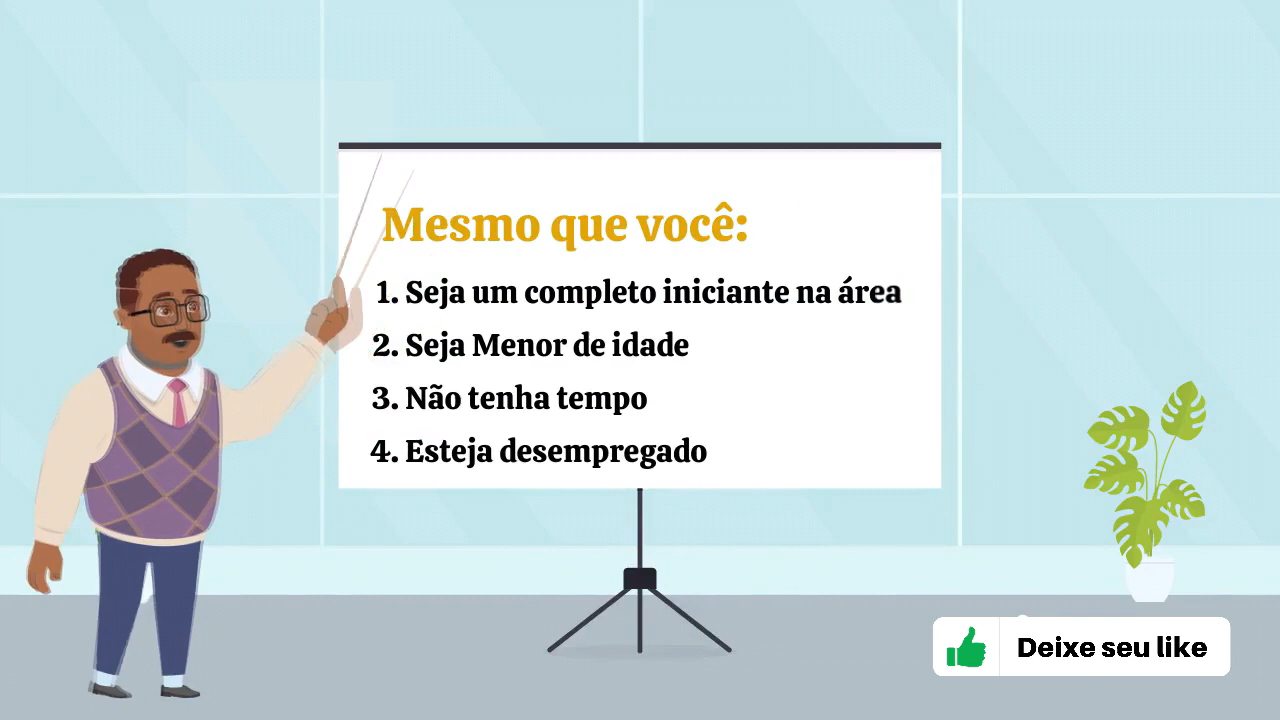 Mesmo que você:
1. Seja um completo iniciante na área
2. Seja Menor de idade
3. Não tenha tempo
4. Esteja desempregado
Deixe seu like